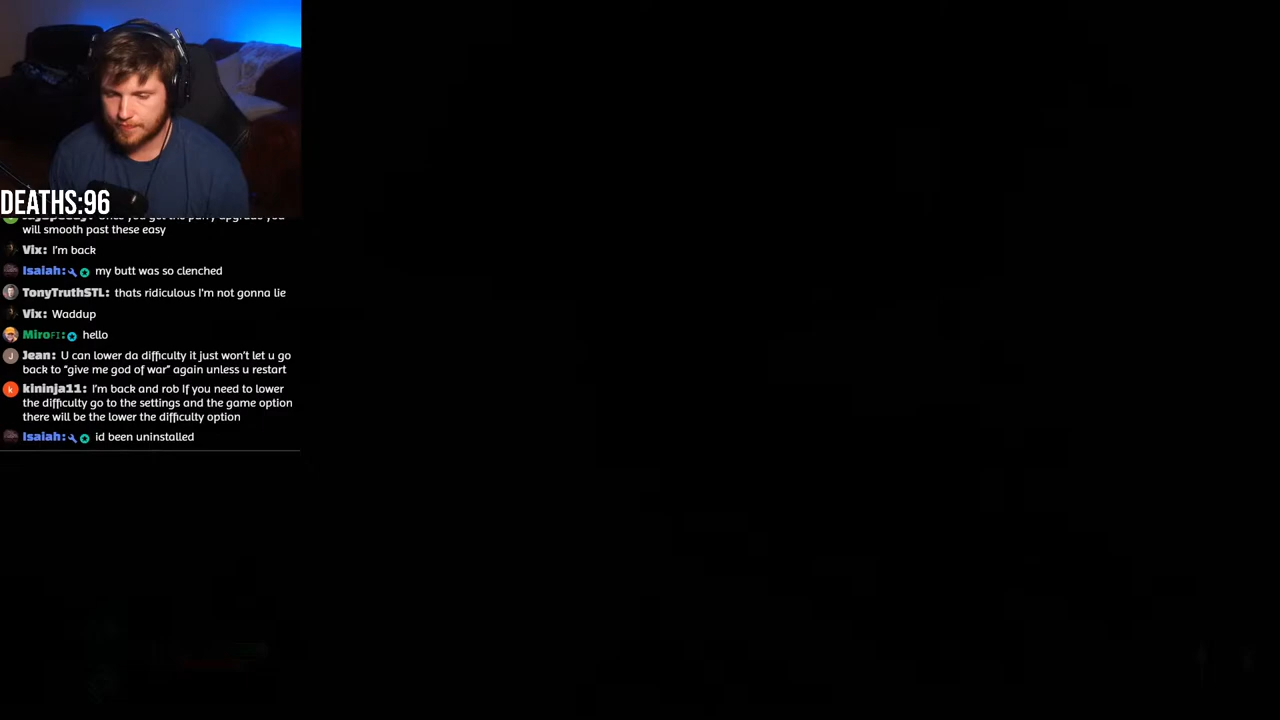 DEATHS:96
will smooth past these easy
Vix: I'm back
Isaiah: my butt was so clenched
TonyTruthSTL: thats ridiculous I'm not gonna lie
Vix: Waddup
MiroFI: hello
Jean: U can lower da difficulty it just won't let u go
back to “give me god of war” again unless u restart
kininja11: I'm back and rob If you need to lower
the difficulty go to the settings and the game option
there will be the lower the difficulty option
Isaiah: id been uninstalled